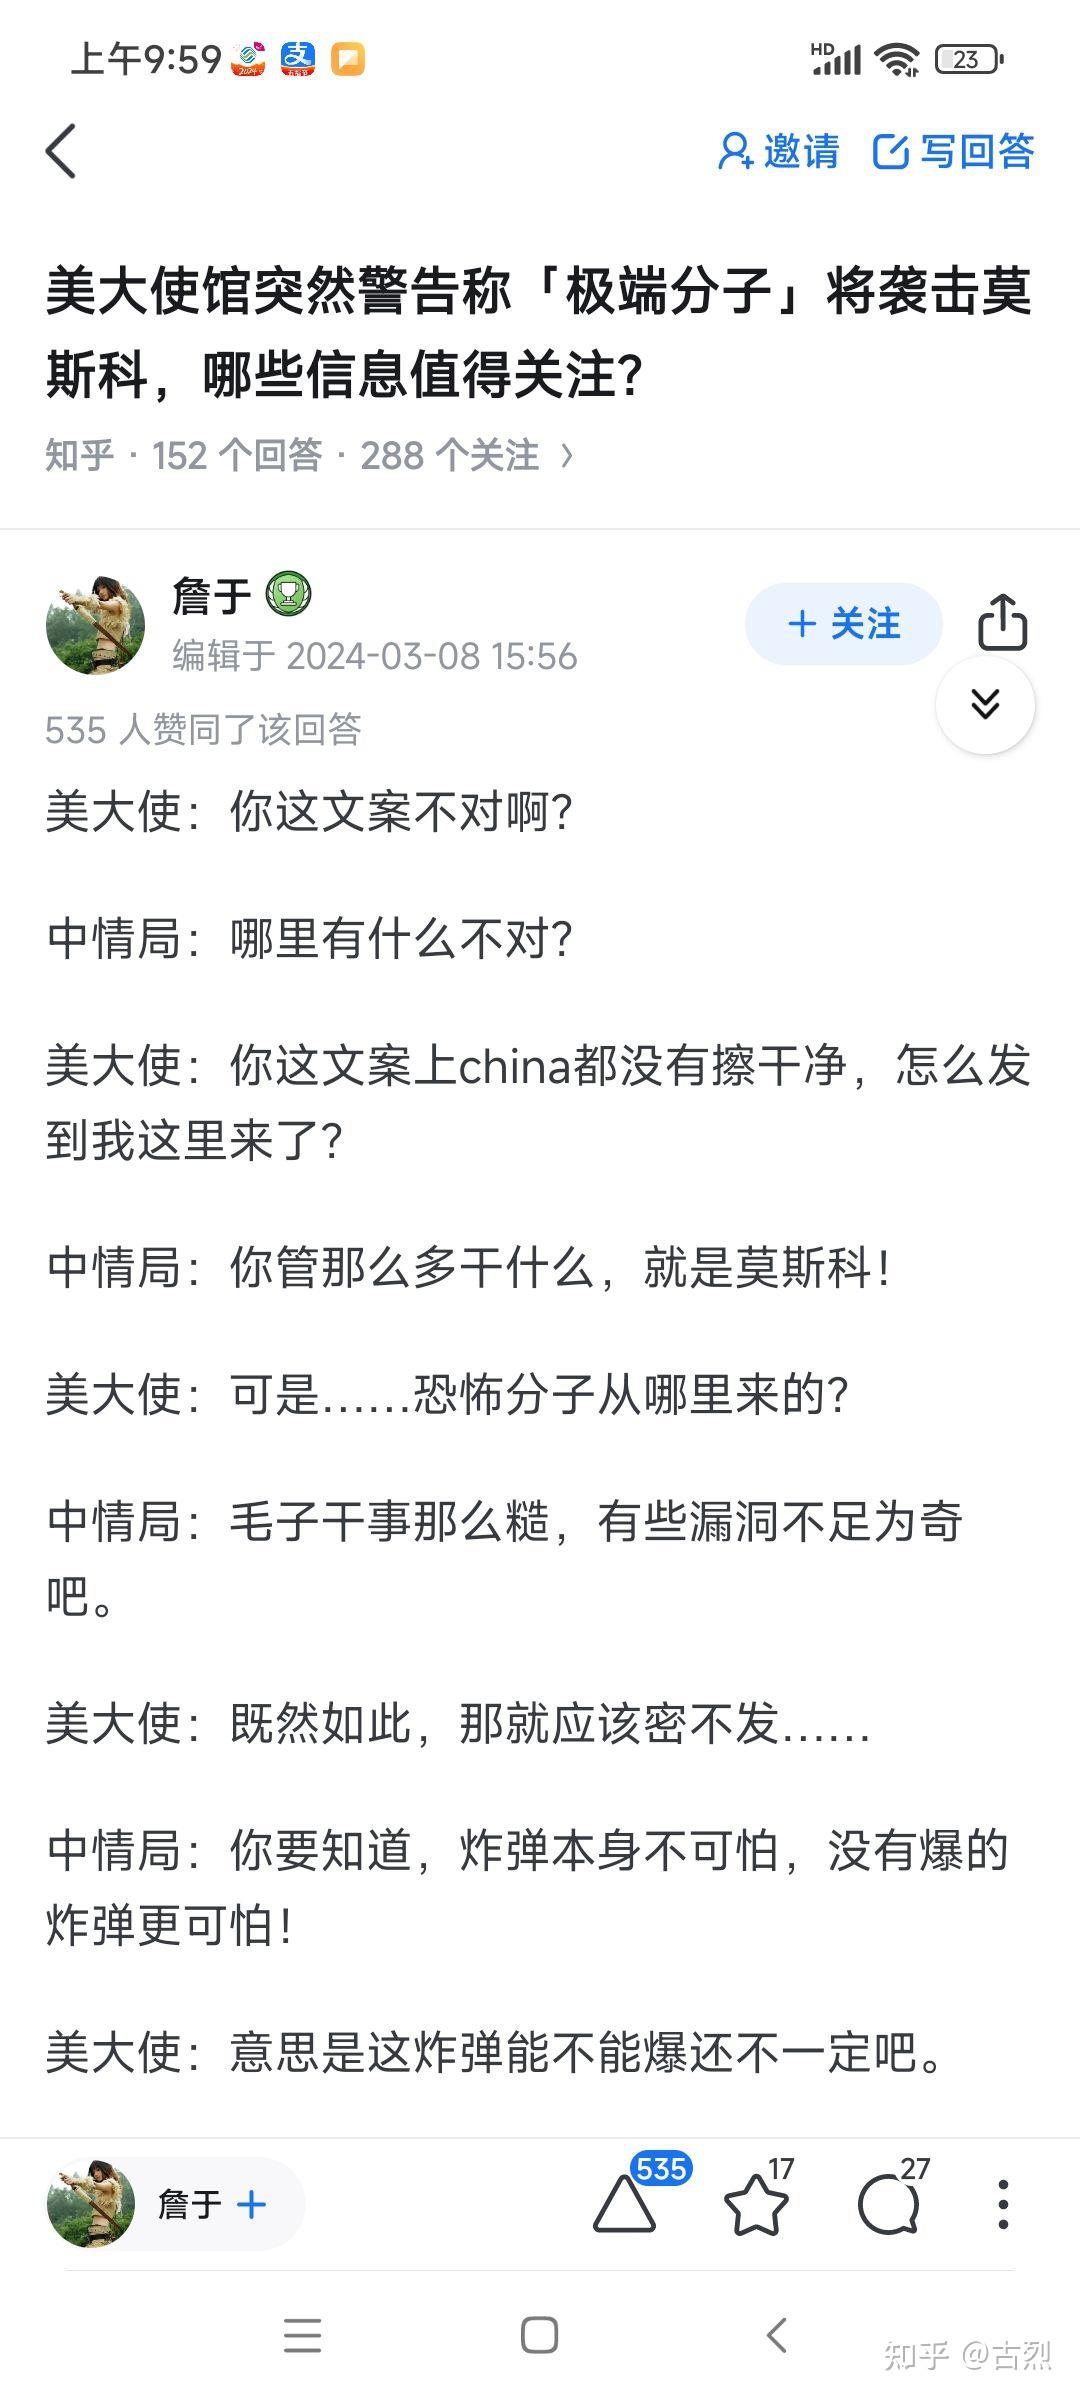 上午9:59
HD
23
邀请 写回答
美大使馆突然警告称「极端分子」将袭击莫
斯科，哪些信息值得关注?
知乎 · 152 个回答 · 288 个关注 >
詹于
编辑于 2024-03-08 15:56
+ 关注
535 人赞同了该回答
美大使：你这文案不对啊?
中情局：哪里有什么不对?
美大使：你这文案上china都没有擦干净，怎么发
到我这里来了?
中情局：你管那么多干什么，就是莫斯科!
美大使：可是……恐怖分子从哪里来的?
中情局：毛子干事那么糙，有些漏洞不足为奇
吧。
美大使：既然如此，那就应该密不发……
中情局：你要知道，炸弹本身不可怕，没有爆的
炸弹更可怕!
美大使：意思是这炸弹能不能爆还不一定吧。
詹于 +
535
17
27
知乎 @古烈